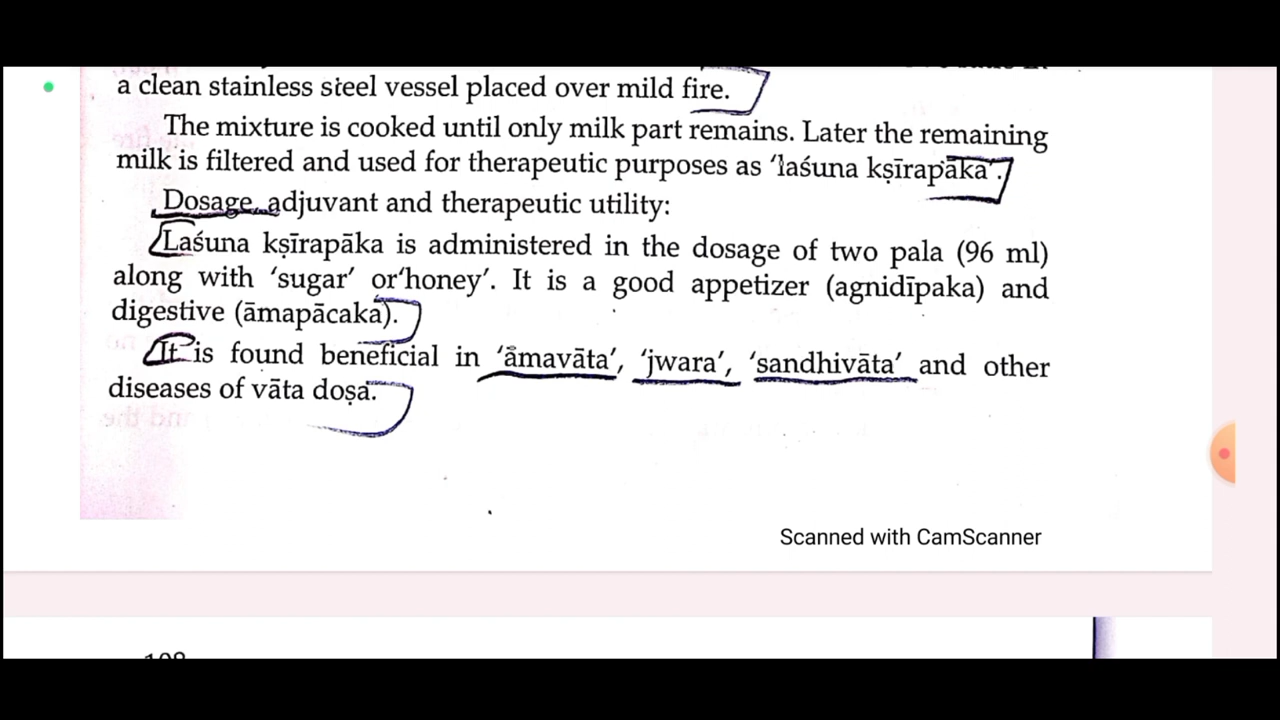 a clean stainless steel vessel placed over mild fire.
The mixture is cooked until only milk part remains. Later the remaining
milk is filtered and used for therapeutic purposes as ‘laśuna kṣīrapāka’.
Dosage, adjuvant and therapeutic utility:
Laśuna kṣīrapāka is administered in the dosage of two pala (96 ml)
along with ‘sugar’ or‘honey’. It is a good appetizer (agnidīpaka) and
digestive (āmapācaka).
It is found beneficial in ‘āmavāta’, ‘jwara’, ‘sandhivāta’ and other
diseases of vāta doṣa.
Scanned with CamScanner